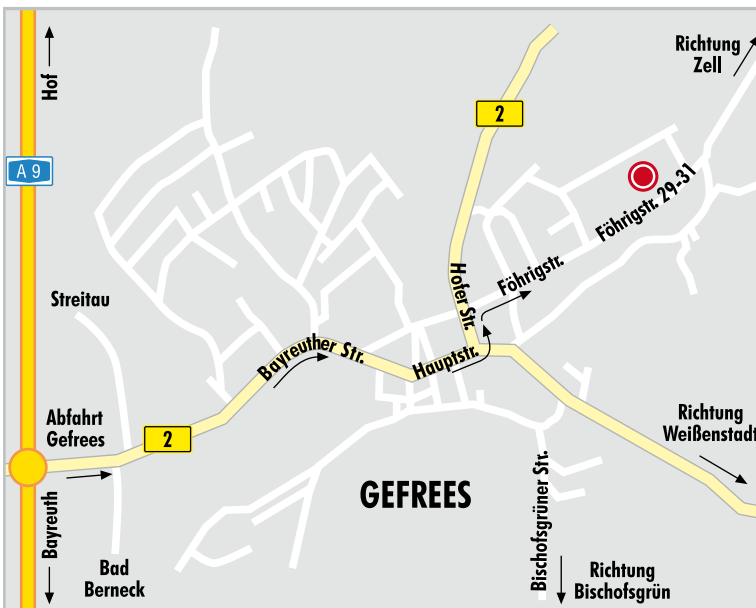 Richtung
Zell
Hof
2
A 9
Föhrigstr. 29-31
Föhrigstr.
Hofer Str.
Streitau
Bayreuther Str.
Hauptstr.
Abfahrt
Gefrees
2
Richtung
Weißenstadt
GEFREES
Bischofsgrüner Str.
Bayreuth
Bad
Berneck
Richtung
Bischofsgrün